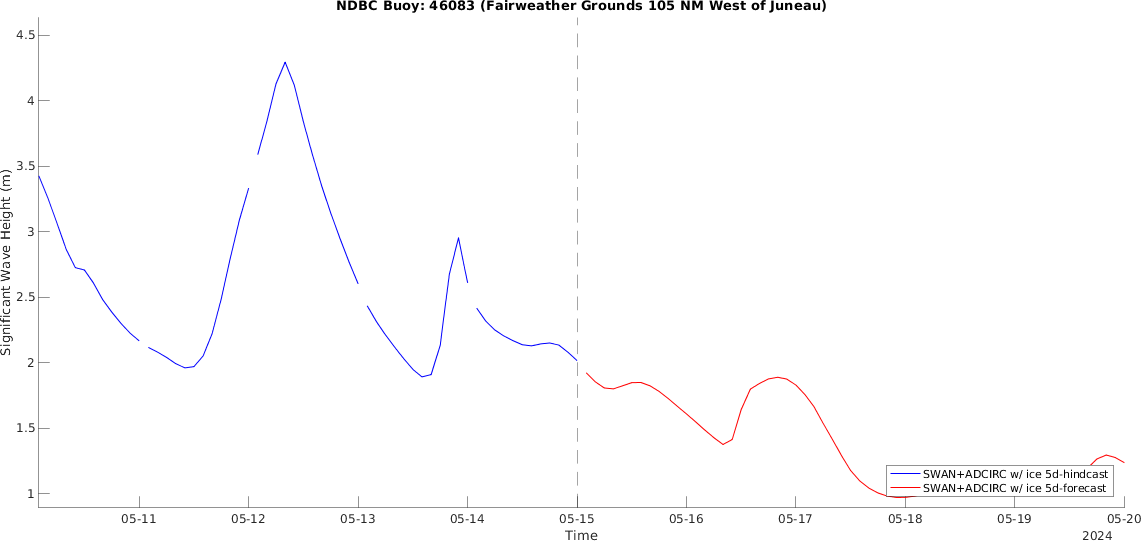 NDBC Buoy: 46083 (Fairweather Grounds 105 NM West of Juneau)
Significant Wave Height (m)
4.5
4
3.5
3
2.5
2
1.5
1
SWAN+ADCIRC w/ ice 5d-hindcast
SWAN+ADCIRC w/ ice 5d-forecast
05-11 05-12 05-13 05-14 05-15 05-16 05-17 05-18 05-19 05-20
Time
2024